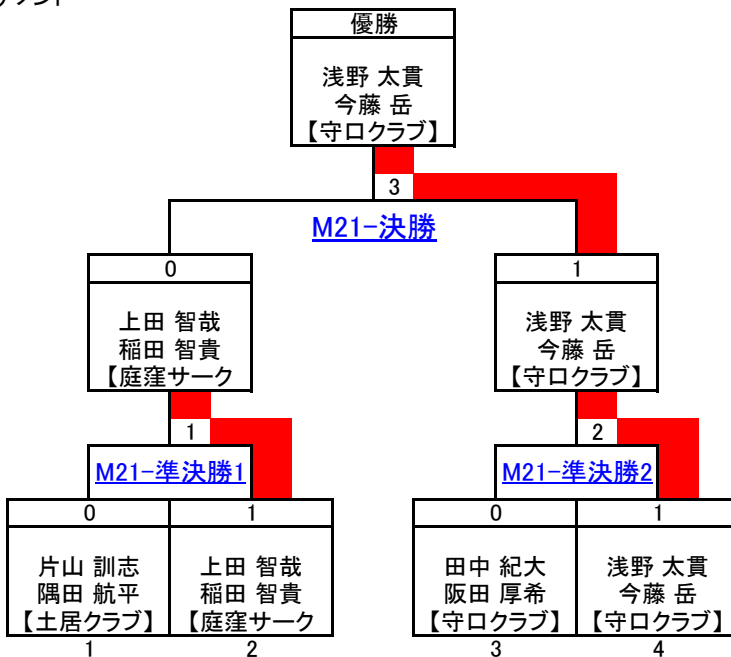 優勝
浅野 太貫
今藤 岳
【守口クラブ】
3
M21-決勝
0
1
上田 智哉
稲田 智貴
【庭窪サーク
浅野 太貫
今藤 岳
【守口クラブ】
1
2
M21-準決勝1
M21-準決勝2
0
1
0
1
片山 訓志
隅田 航平
【土居クラブ】
上田 智哉
稲田 智貴
【庭窪サーク
田中 紀大
阪田 厚希
【守口クラブ】
浅野 太貫
今藤 岳
【守口クラブ】
1
2
3
4